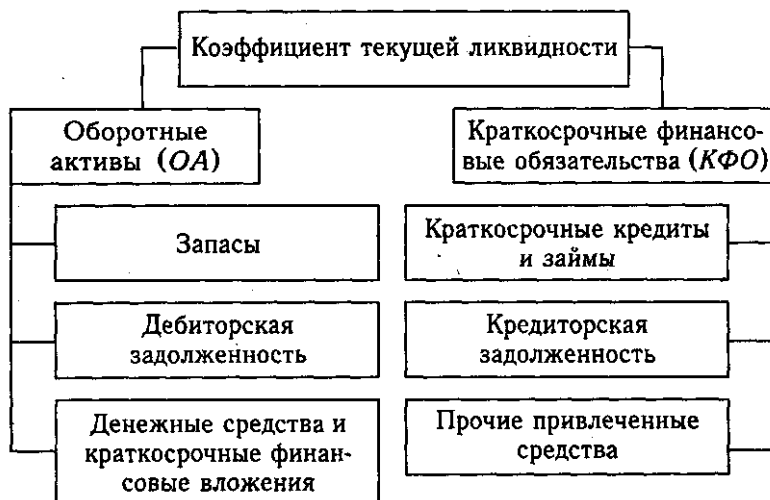 Коэффициент текущей ликвидности
Оборотные
активы (ОА)
Краткосрочные финансо-
вые обязательства (КФО)
Запасы
Краткосрочные кредиты
и займы
Дебиторская
задолженность
Кредиторская
задолженность
Денежные средства и
краткосрочные финан-
совые вложения
Прочие привлеченные
средства